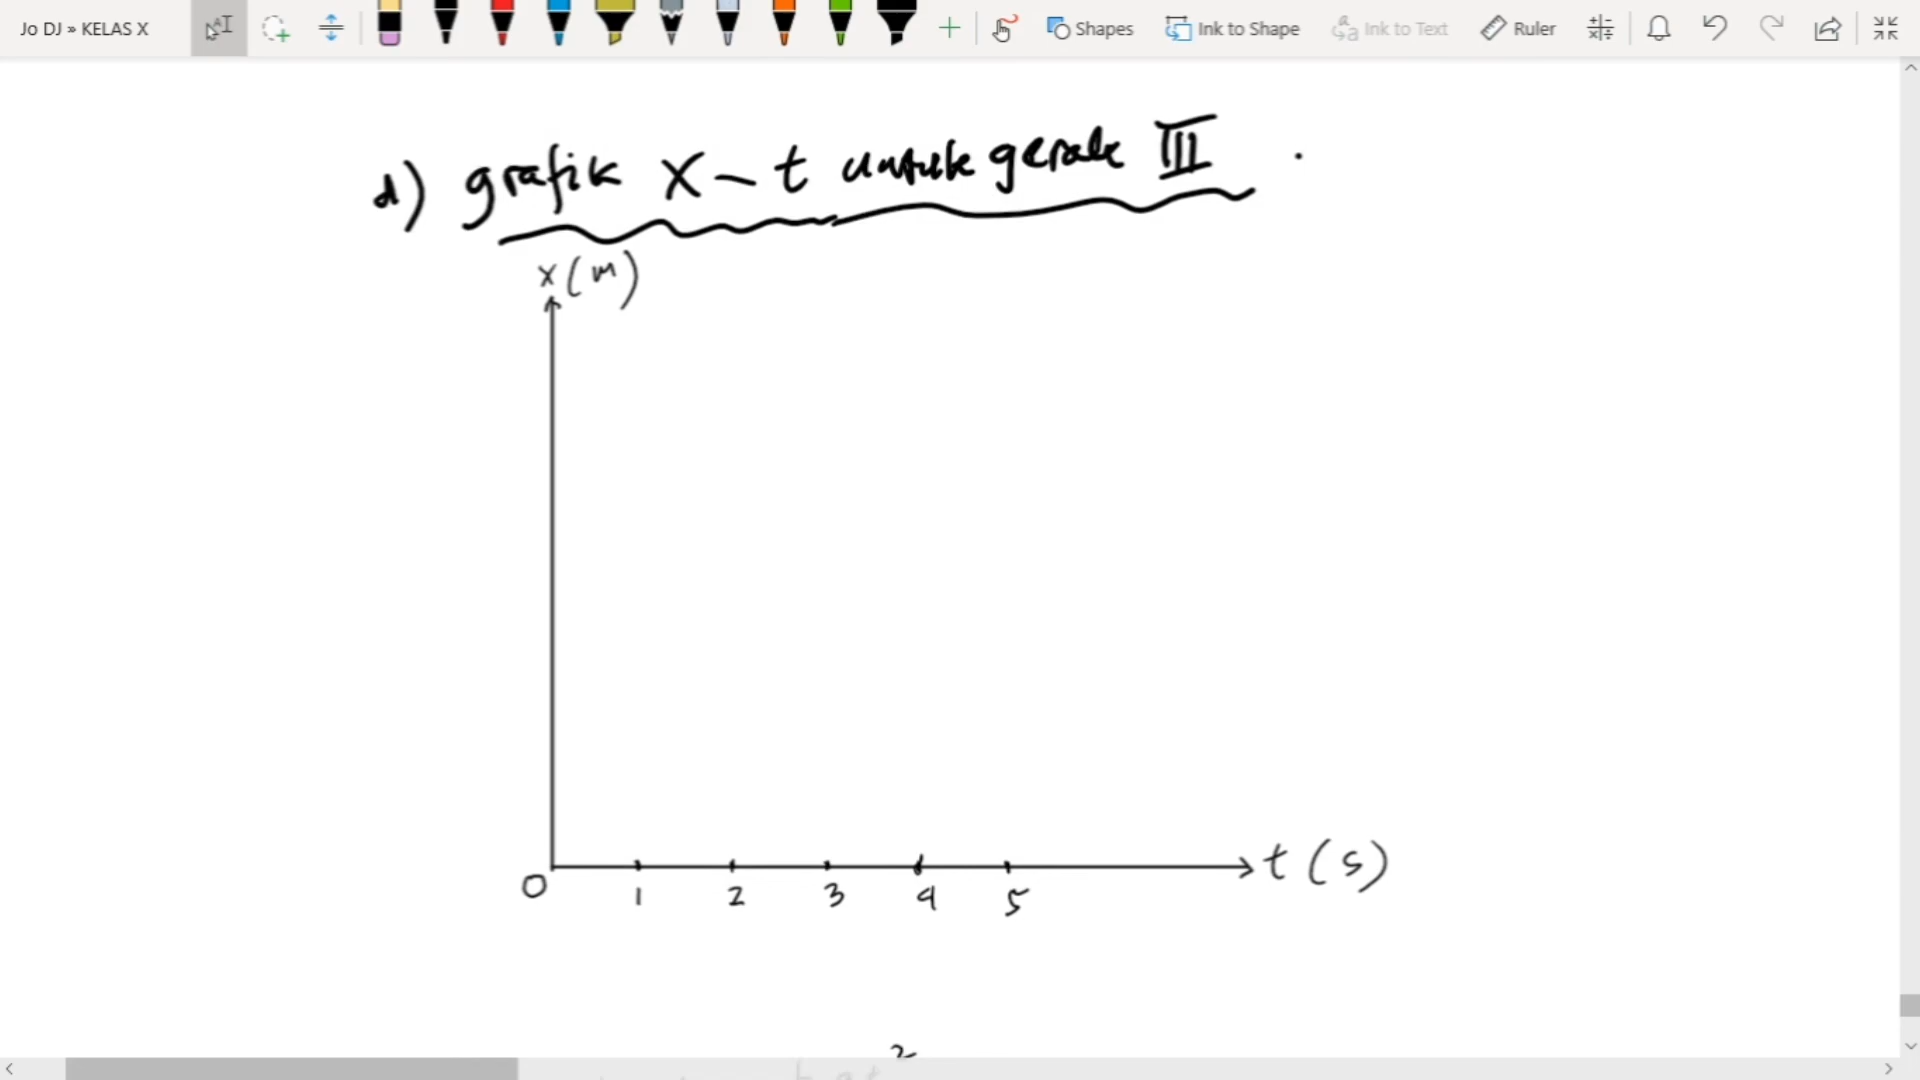 Jo DJ » KELAS X
Shapes
Ink to Shape
Ink to Text
Ruler
d) grafik x - t untuk gerak III .
x (m)
t (s)
0 1 2 3 4 5
2